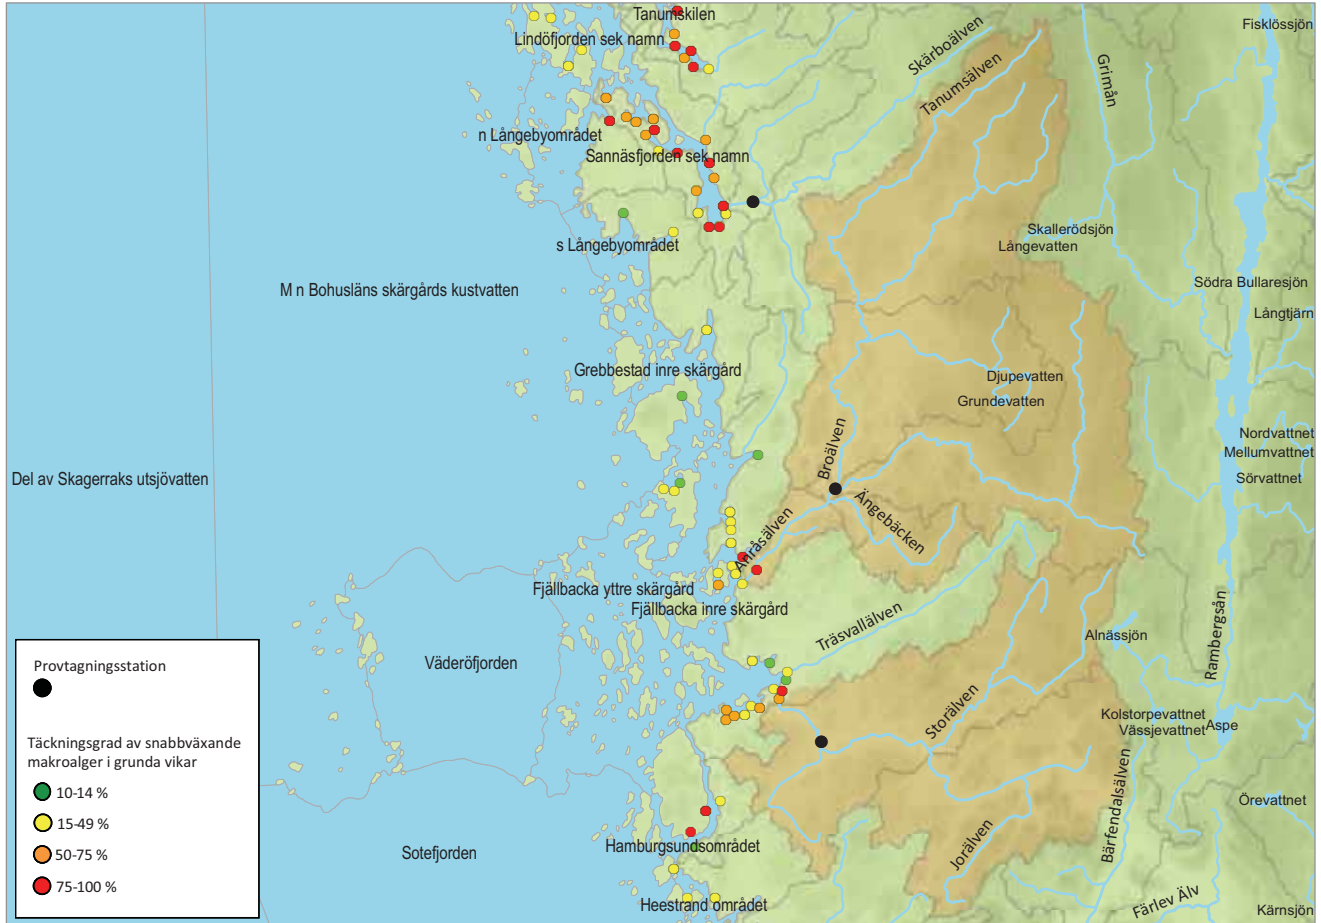 Tanumskilen
Fisklössjön
Lindöfjorden sek namn
Skärboälven
Grimån
Tanumsälven
n Långebyområdet
Sannäsfjorden sek namn
Skallerödsjön
Långevatten
s Långebyområdet
M n Bohusläns skärgårds kustvatten
Södra Bullaresjön
Långtjärn
Grebbestad inre skärgård
Djupevatten
Grundevatten
Broälven
Nordvattnet
Mellumvattnet
Sörvattnet
Del av Skagerraks utsjövatten
Ängebäcken
Anråsälven
Fjällbacka yttre skärgård
Fjällbacka inre skärgård
Träsvallälven
Rambergsån
Alnässjön
Väderöfjorden
Storälven
Kolstorpevattnet
Vässjevattnet
Aspe
Bärfendalsälven
Örevattnet
Hamburgsundsområdet
Sotefjorden
Jorälven
Heestrand området
Färlev Älv
Kärnsjön
Provtagningsstation
Täckningsgrad av snabbväxande
makroalger i grunda vikar
10-14 %
15-49 %
50-75 %
75-100 %